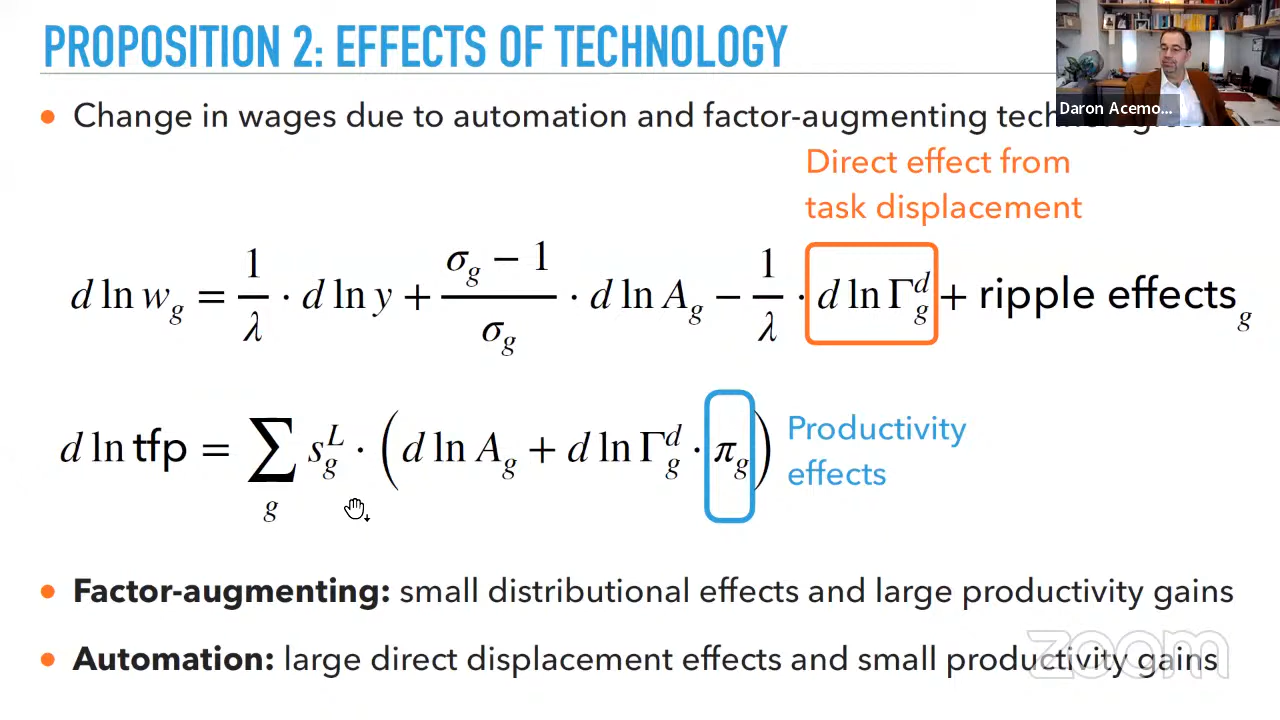 PROPOSITION 2: EFFECTS OF TECHNOLOGY
Daron Acemo...
• Change in wages due to automation and factor-augmenting
Direct effect from
task displacement
d ln w_g = 1/λ · d ln y + (σ_g − 1)/σ_g · d ln A_g − 1/λ · d ln Γ_g^d + ripple effects_g
d ln tfp = ∑_g s_g^L · (d ln A_g + d ln Γ_g^d · π_g)
Productivity
effects
• Factor-augmenting: small distributional effects and large productivity gains
• Automation: large direct displacement effects and small productivity gains
zoom